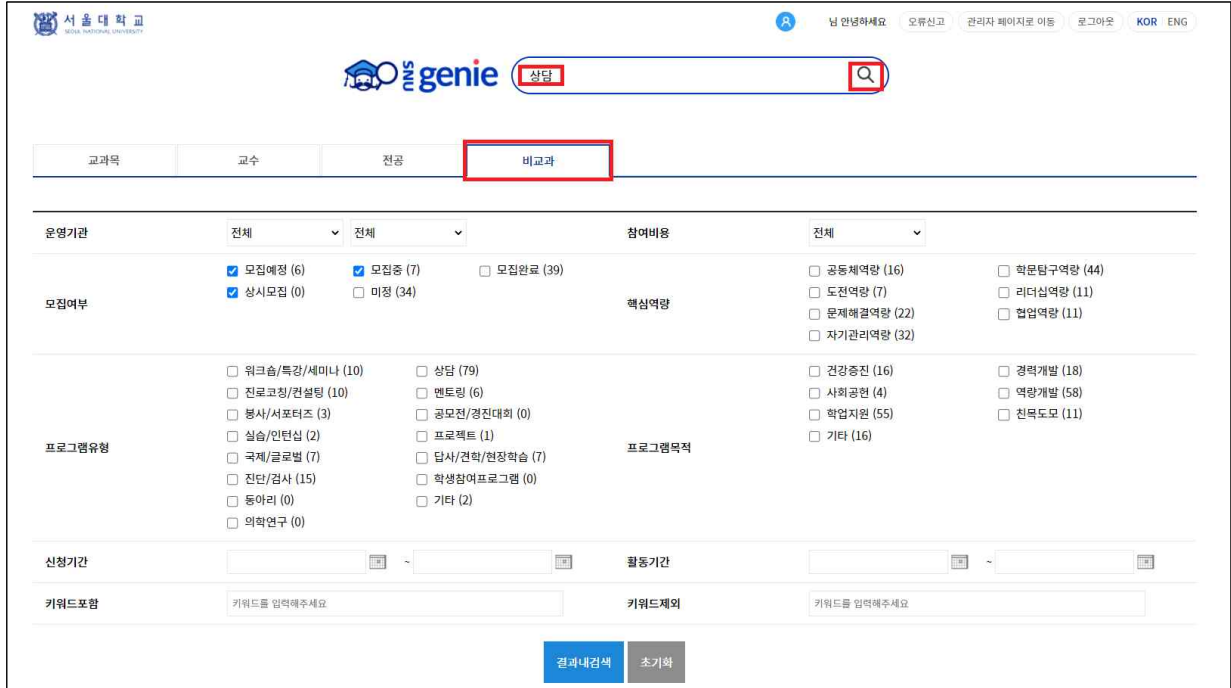 서울대학교
SEOUL NATIONAL UNIVERSITY
님 안녕하세요 오류신고 관리자 페이지로 이동 로그아웃 KOR ENG
SNU genie 상담
교과목 교수 전공 비교과
운영기관 전체 전체 참여비용 전체
모집여부
모집예정 (6) 모집중 (7) 모집완료 (39)
상시모집 (0) 미정 (34)
핵심역량
공동체역량 (16) 학문탐구역량 (44)
도전역량 (7) 리더십역량 (11)
문제해결역량 (22) 협업역량 (11)
자기관리역량 (32)
프로그램유형
워크숍/특강/세미나 (10) 상담 (79)
진로코칭/컨설팅 (10) 멘토링 (6)
봉사/서포터즈 (3) 공모전/경진대회 (0)
실습/인턴십 (2) 프로젝트 (1)
국제/글로벌 (7) 답사/견학/현장학습 (7)
진단/검사 (15) 학생참여프로그램 (0)
동아리 (0) 기타 (2)
의학연구 (0)
프로그램목적
건강증진 (16) 경력개발 (18)
사회공헌 (4) 역량개발 (58)
학업지원 (55) 친목도모 (11)
기타 (16)
신청기간 ~ 활동기간 ~
키워드포함 키워드를 입력해주세요 키워드제외 키워드를 입력해주세요
결과내검색 초기화